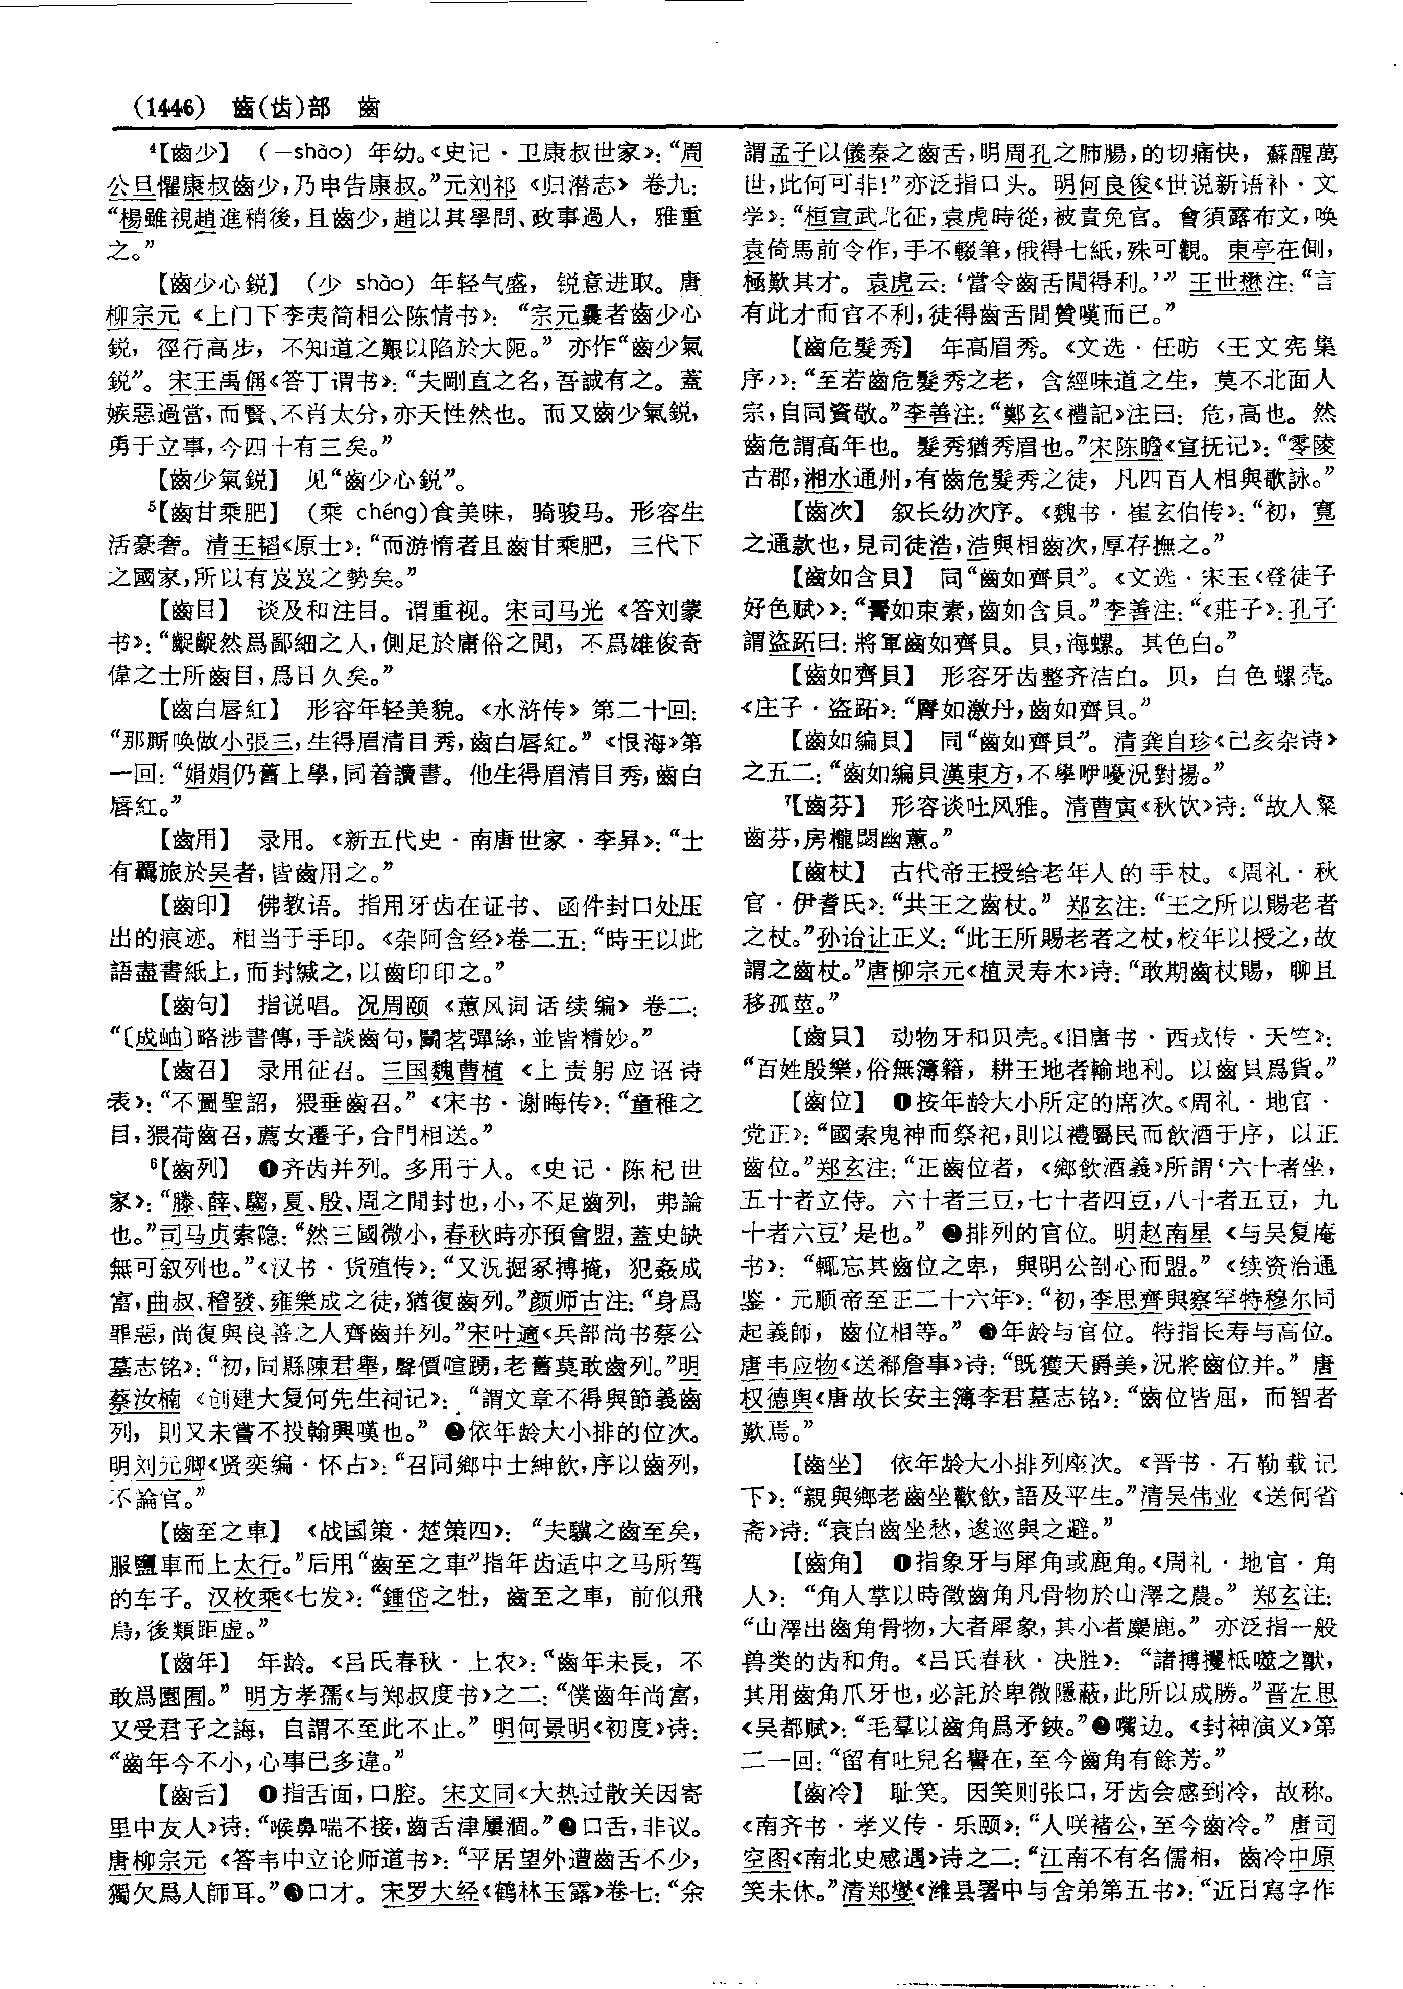 (1446) 齒(齿)部 齒
⁴【齒少】 (—shào) 年幼。《史记·卫康叔世家》：“周
公旦懼康叔齒少，乃申告康叔。”元刘祁《归潜志》卷九：
“楊雖視趙進稍後，且齒少，趙以其學問、政事過人，雅重
之。”
【齒少心鋭】 (少 shào) 年轻气盛，锐意进取。唐
柳宗元《上门下李夷简相公陈情书》：“宗元曩者齒少心
鋭，徑行高步，不知道之艱以陷於大阨。”亦作“齒少氣
鋭”。宋王禹偁《答丁谓书》：“夫剛直之名，吾誠有之。蓋
嫉惡過當，而賢、不肖太分，亦天性然也。而又齒少氣鋭，
勇于立事，今四十有三矣。”
【齒少氣鋭】 见“齒少心鋭”。
⁵【齒甘乘肥】 (乘 chéng)食美味，骑骏马。形容生
活豪奢。清王韬《原士》：“而游惰者且齒甘乘肥，三代下
之國家，所以有岌岌之勢矣。”
【齒目】 谈及和注目。谓重视。宋司马光《答刘蒙
书》：“齪齪然爲鄙細之人，側足於庸俗之閒，不爲雄俊奇
偉之士所齒目，爲日久矣。”
【齒白唇紅】 形容年轻美貌。《水浒传》第二十回：
“那厮唤做小張三，生得眉清目秀，齒白唇紅。”《恨海》第
一回：“娟娟仍舊上學，同着讀書。他生得眉清目秀，齒白
唇紅。”
【齒用】 录用。《新五代史·南唐世家·李昪》：“士
有羈旅於吴者，皆齒用之。”
【齒印】 佛教语。指用牙齿在证书、函件封口处压
出的痕迹。相当于手印。《杂阿含经》卷二五：“時王以此
語盡書紙上，而封緘之，以齒印印之。”
【齒句】 指说唱。况周颐《蕙风词话续编》卷二：
“〔成岫〕略涉書傳，手談齒句，鬭茗彈絲，並皆精妙。”
【齒召】 录用征召。三国魏曹植《上责躬应诏诗
表》：“不圖聖詔，猥垂齒召。”《宋书·谢晦传》：“童稚之
目，猥荷齒召，薦女遷子，合門相送。”
⁶【齒列】 ❶齐齿并列。多用于人。《史记·陈杞世
家》：“滕、薛、騶，夏、殷、周之閒封也，小，不足齒列，弗論
也。”司马贞索隐：“然三國微小，春秋時亦預會盟，蓋史缺
無可叙列也。”《汉书·货殖传》：“又況掘冢搏掩，犯姦成
富，曲叔、稽發、雍樂成之徒，猶復齒列。”颜师古注：“身爲
罪惡，尚復與良善之人齊齒并列。”宋叶適《兵部尚书蔡公
墓志铭》：“初，同縣陳君舉，聲價喧踴，老舊莫敢齒列。”明
蔡汝楠《创建大复何先生祠记》：“謂文章不得與節義齒
列，則又未嘗不投翰興嘆也。”❷依年龄大小排的位次。
明刘元卿《贤奕编·怀古》：“召同鄉中士紳飲，序以齒列，
不論官。”
【齒至之車】 《战国策·楚策四》：“夫驥之齒至矣，
服鹽車而上太行。”后用“齒至之車”指年齿适中之马所驾
的车子。汉枚乘《七发》：“鍾岱之牡，齒至之車，前似飛
鳥，後類距虚。”
【齒年】 年龄。《吕氏春秋·上农》：“齒年未長，不
敢爲園囿。”明方孝孺《与郑叔度书》之二：“僕齒年尚富，
又受君子之誨，自謂不至此不止。”明何景明《初度》诗：
“齒年今不小，心事已多違。”
【齒舌】 ❶指舌面，口腔。宋文同《大热过散关因寄
里中友人》诗：“喉鼻喘不接，齒舌津屢涸。”❷口舌，非议。
唐柳宗元《答韦中立论师道书》：“平居望外遭齒舌不少，
獨欠爲人師耳。”❸口才。宋罗大经《鹤林玉露》卷七：“余
謂孟子以儀秦之齒舌，明周孔之肺腸，的切痛快，蘇醒萬
世，此何可非！”亦泛指口头。明何良俊《世说新语补·文
学》：“桓宣武北征，袁虎時從，被責免官。會須露布文，唤
袁倚馬前令作，手不輟筆，俄得七紙，殊可觀。東亭在側，
極歎其才。袁虎云：‘當令齒舌閒得利。’”王世懋注：“言
有此才而官不利，徒得齒舌閒贊嘆而已。”
【齒危髮秀】 年高眉秀。《文选·任昉〈王文宪集
序〉》：“至若齒危髮秀之老，含經味道之生，莫不北面人
宗，自同資敬。”李善注：“鄭玄《禮記》注曰：危，高也。然
齒危謂高年也。髮秀猶秀眉也。”宋陈瞻《宣抚记》：“零陵
古郡，湘水通州，有齒危髮秀之徒，凡四百人相與歌詠。”
【齒次】 叙长幼次序。《魏书·崔玄伯传》：“初，寬
之通款也，見司徒浩，浩與相齒次，厚存撫之。”
【齒如含貝】 同“齒如齊貝”。《文选·宋玉〈登徒子
好色赋〉》：“罥如束素，齒如含貝。”李善注：“《莊子》：孔子
謂盜跖曰：將軍齒如齊貝。貝，海螺。其色白。”
【齒如齊貝】 形容牙齿整齐洁白。贝，白色螺壳。
《庄子·盗跖》：“脣如激丹，齒如齊貝。”
【齒如編貝】 同“齒如齊貝”。清龚自珍《己亥杂诗》
之五二：“齒如編貝漢東方，不學咿嚘況對揚。”
⁷【齒芬】 形容谈吐风雅。清曹寅《秋饮》诗：“故人粲
齒芬，房櫳閟幽蕙。”
【齒杖】 古代帝王授给老年人的手杖。《周礼·秋
官·伊耆氏》：“共王之齒杖。”郑玄注：“王之所以賜老者
之杖。”孙诒让正义：“此王所賜老者之杖，校年以授之，故
謂之齒杖。”唐柳宗元《植灵寿木》诗：“敢期齒杖賜，聊且
移孤莖。”
【齒貝】 动物牙和贝壳。《旧唐书·西戎传·天竺》：
“百姓殷樂，俗無簿籍，耕王地者輸地利。以齒貝爲貨。”
【齒位】 ❶按年龄大小所定的席次。《周礼·地官·
党正》：“國索鬼神而祭祀，則以禮屬民而飲酒于序，以正
齒位。”郑玄注：“正齒位者，《鄉飲酒義》所謂‘六十者坐，
五十者立侍。六十者三豆，七十者四豆，八十者五豆，九
十者六豆’是也。”❷排列的官位。明赵南星《与吴复庵
书》：“輒忘其齒位之卑，與明公剖心而盟。”《续资治通
鉴·元顺帝至正二十六年》：“初，李思齊與察罕特穆尔同
起義師，齒位相等。”❸年龄与官位。特指长寿与高位。
唐韦应物《送郗詹事》诗：“既獲天爵美，況將齒位并。”唐
权德舆《唐故长安主簿李君墓志铭》：“齒位皆屈，而智者
歎焉。”
【齒坐】 依年龄大小排列座次。《晋书·石勒载记
下》：“親與鄉老齒坐歡飲，語及平生。”清吴伟业《送何省
斋》诗：“衰白齒坐愁，逡巡與之避。”
【齒角】 ❶指象牙与犀角或鹿角。《周礼·地官·角
人》：“角人掌以時徵齒角凡骨物於山澤之農。”郑玄注：
“山澤出齒角骨物，大者犀象，其小者麋鹿。”亦泛指一般
兽类的齿和角。《吕氏春秋·决胜》：“諸搏攫柢噬之獸，
其用齒角爪牙也，必託於卑微隱蔽，此所以成勝。”晋左思
《吴都赋》：“毛羣以齒角爲矛鋏。”❷嘴边。《封神演义》第
二一回：“留有吐兒名譽在，至今齒角有餘芳。”
【齒冷】 耻笑。因笑则张口，牙齿会感到冷，故称。
《南齐书·孝义传·乐颐》：“人咲褚公，至今齒冷。”唐司
空图《南北史感遇》诗之二：“江南不有名儒相，齒冷中原
笑未休。”清郑燮《潍县署中与舍弟第五书》：“近日寫字作